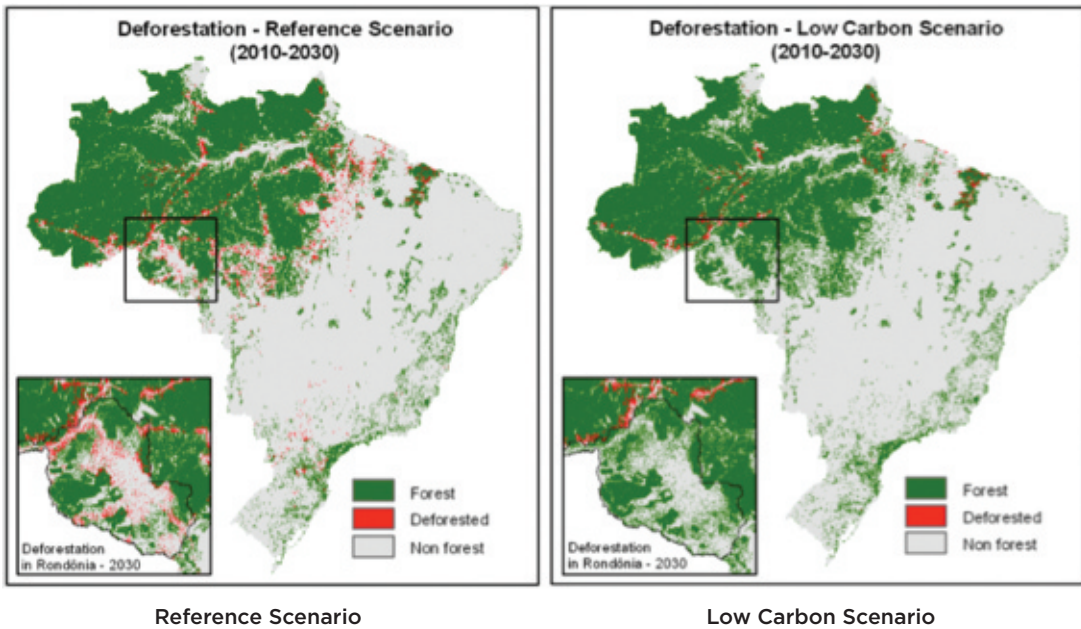 Deforestation - Reference Scenario
(2010-2030)
Forest
Deforested
Non forest
Deforestation
in Rondônia - 2030
Deforestation - Low Carbon Scenario
(2010-2030)
Forest
Deforested
Non forest
Deforestation
in Rondônia - 2030
Reference Scenario
Low Carbon Scenario